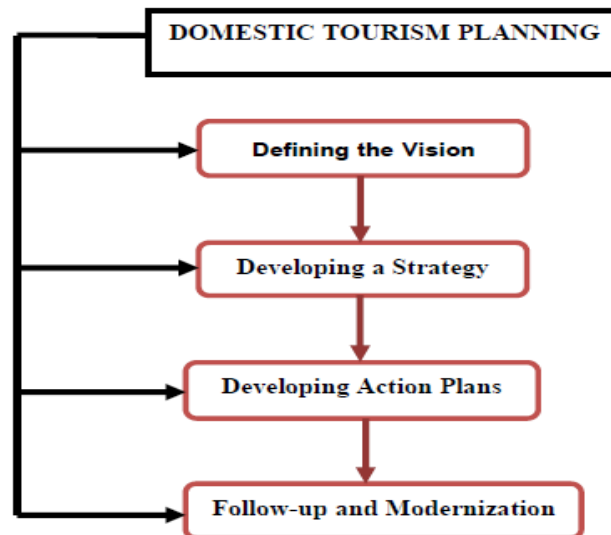 DOMESTIC TOURISM PLANNING
Defining the Vision
Developing a Strategy
Developing Action Plans
Follow-up and Modernization